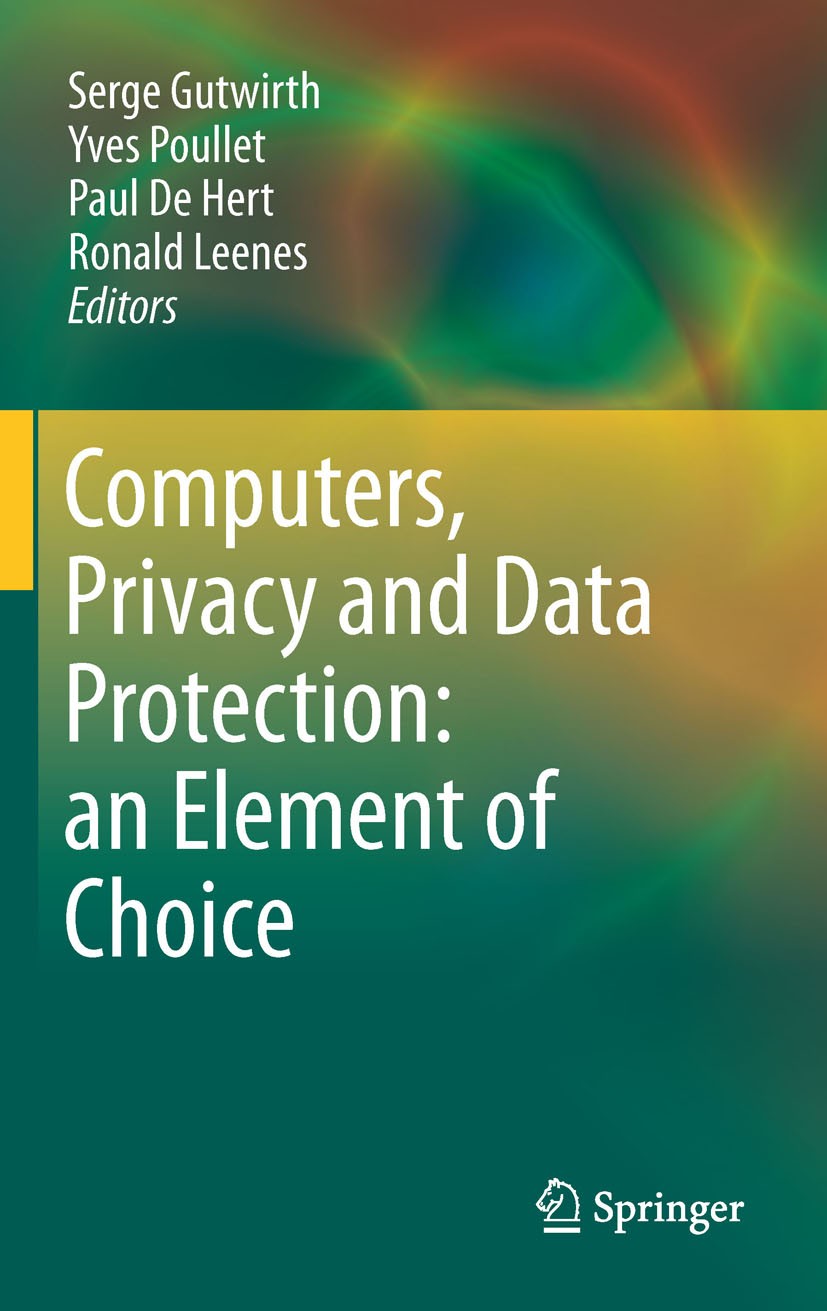 Serge Gutwirth
Yves Poullet
Paul De Hert
Ronald Leenes
Editors
Computers,
Privacy and Data
Protection:
an Element of
Choice
Springer